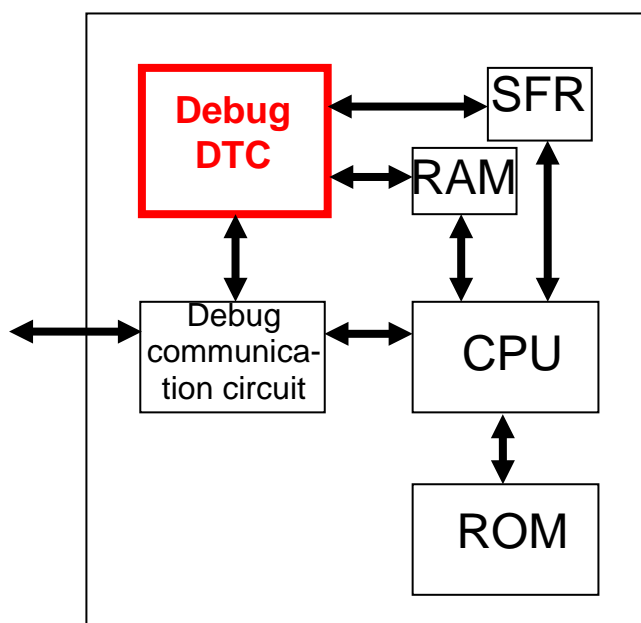 Debug
DTC
SFR
RAM
Debug
communica-
tion circuit
CPU
ROM